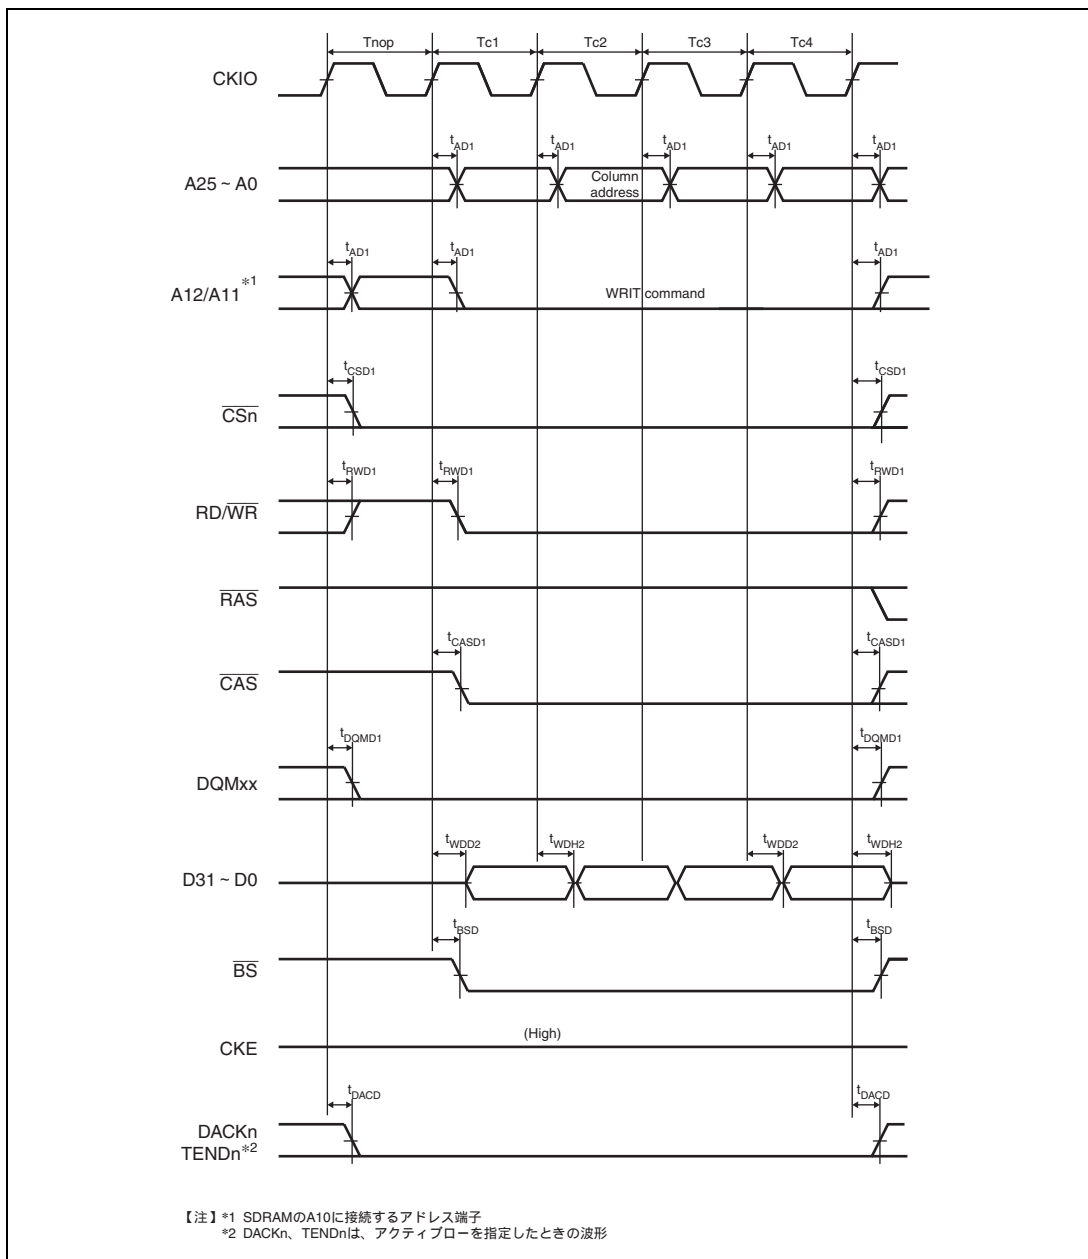 Tnop Tc1 Tc2 Tc3 Tc4
CKIO
tAD1 tAD1 tAD1 tAD1 tAD1
A25 ~ A0
Column
address
tAD1 tAD1 tAD1
A12/A11*1
WRIT command
tCSD1 tCSD1
CSn
tRWD1 tRWD1 tRWD1
RD/WR
RAS
tCASD1 tCASD1
CAS
tDQMD1 tDQMD1
DQMxx
tWDD2 tWDH2 tWDD2 tWDH2
D31 ~ D0
tBSD tBSD
BS
(High)
CKE
tDACD tDACD
DACKn
TENDn*2
【注】*1 SDRAMのA10に接続するアドレス端子
*2 DACKn、TENDnは、アクティブローを指定したときの波形